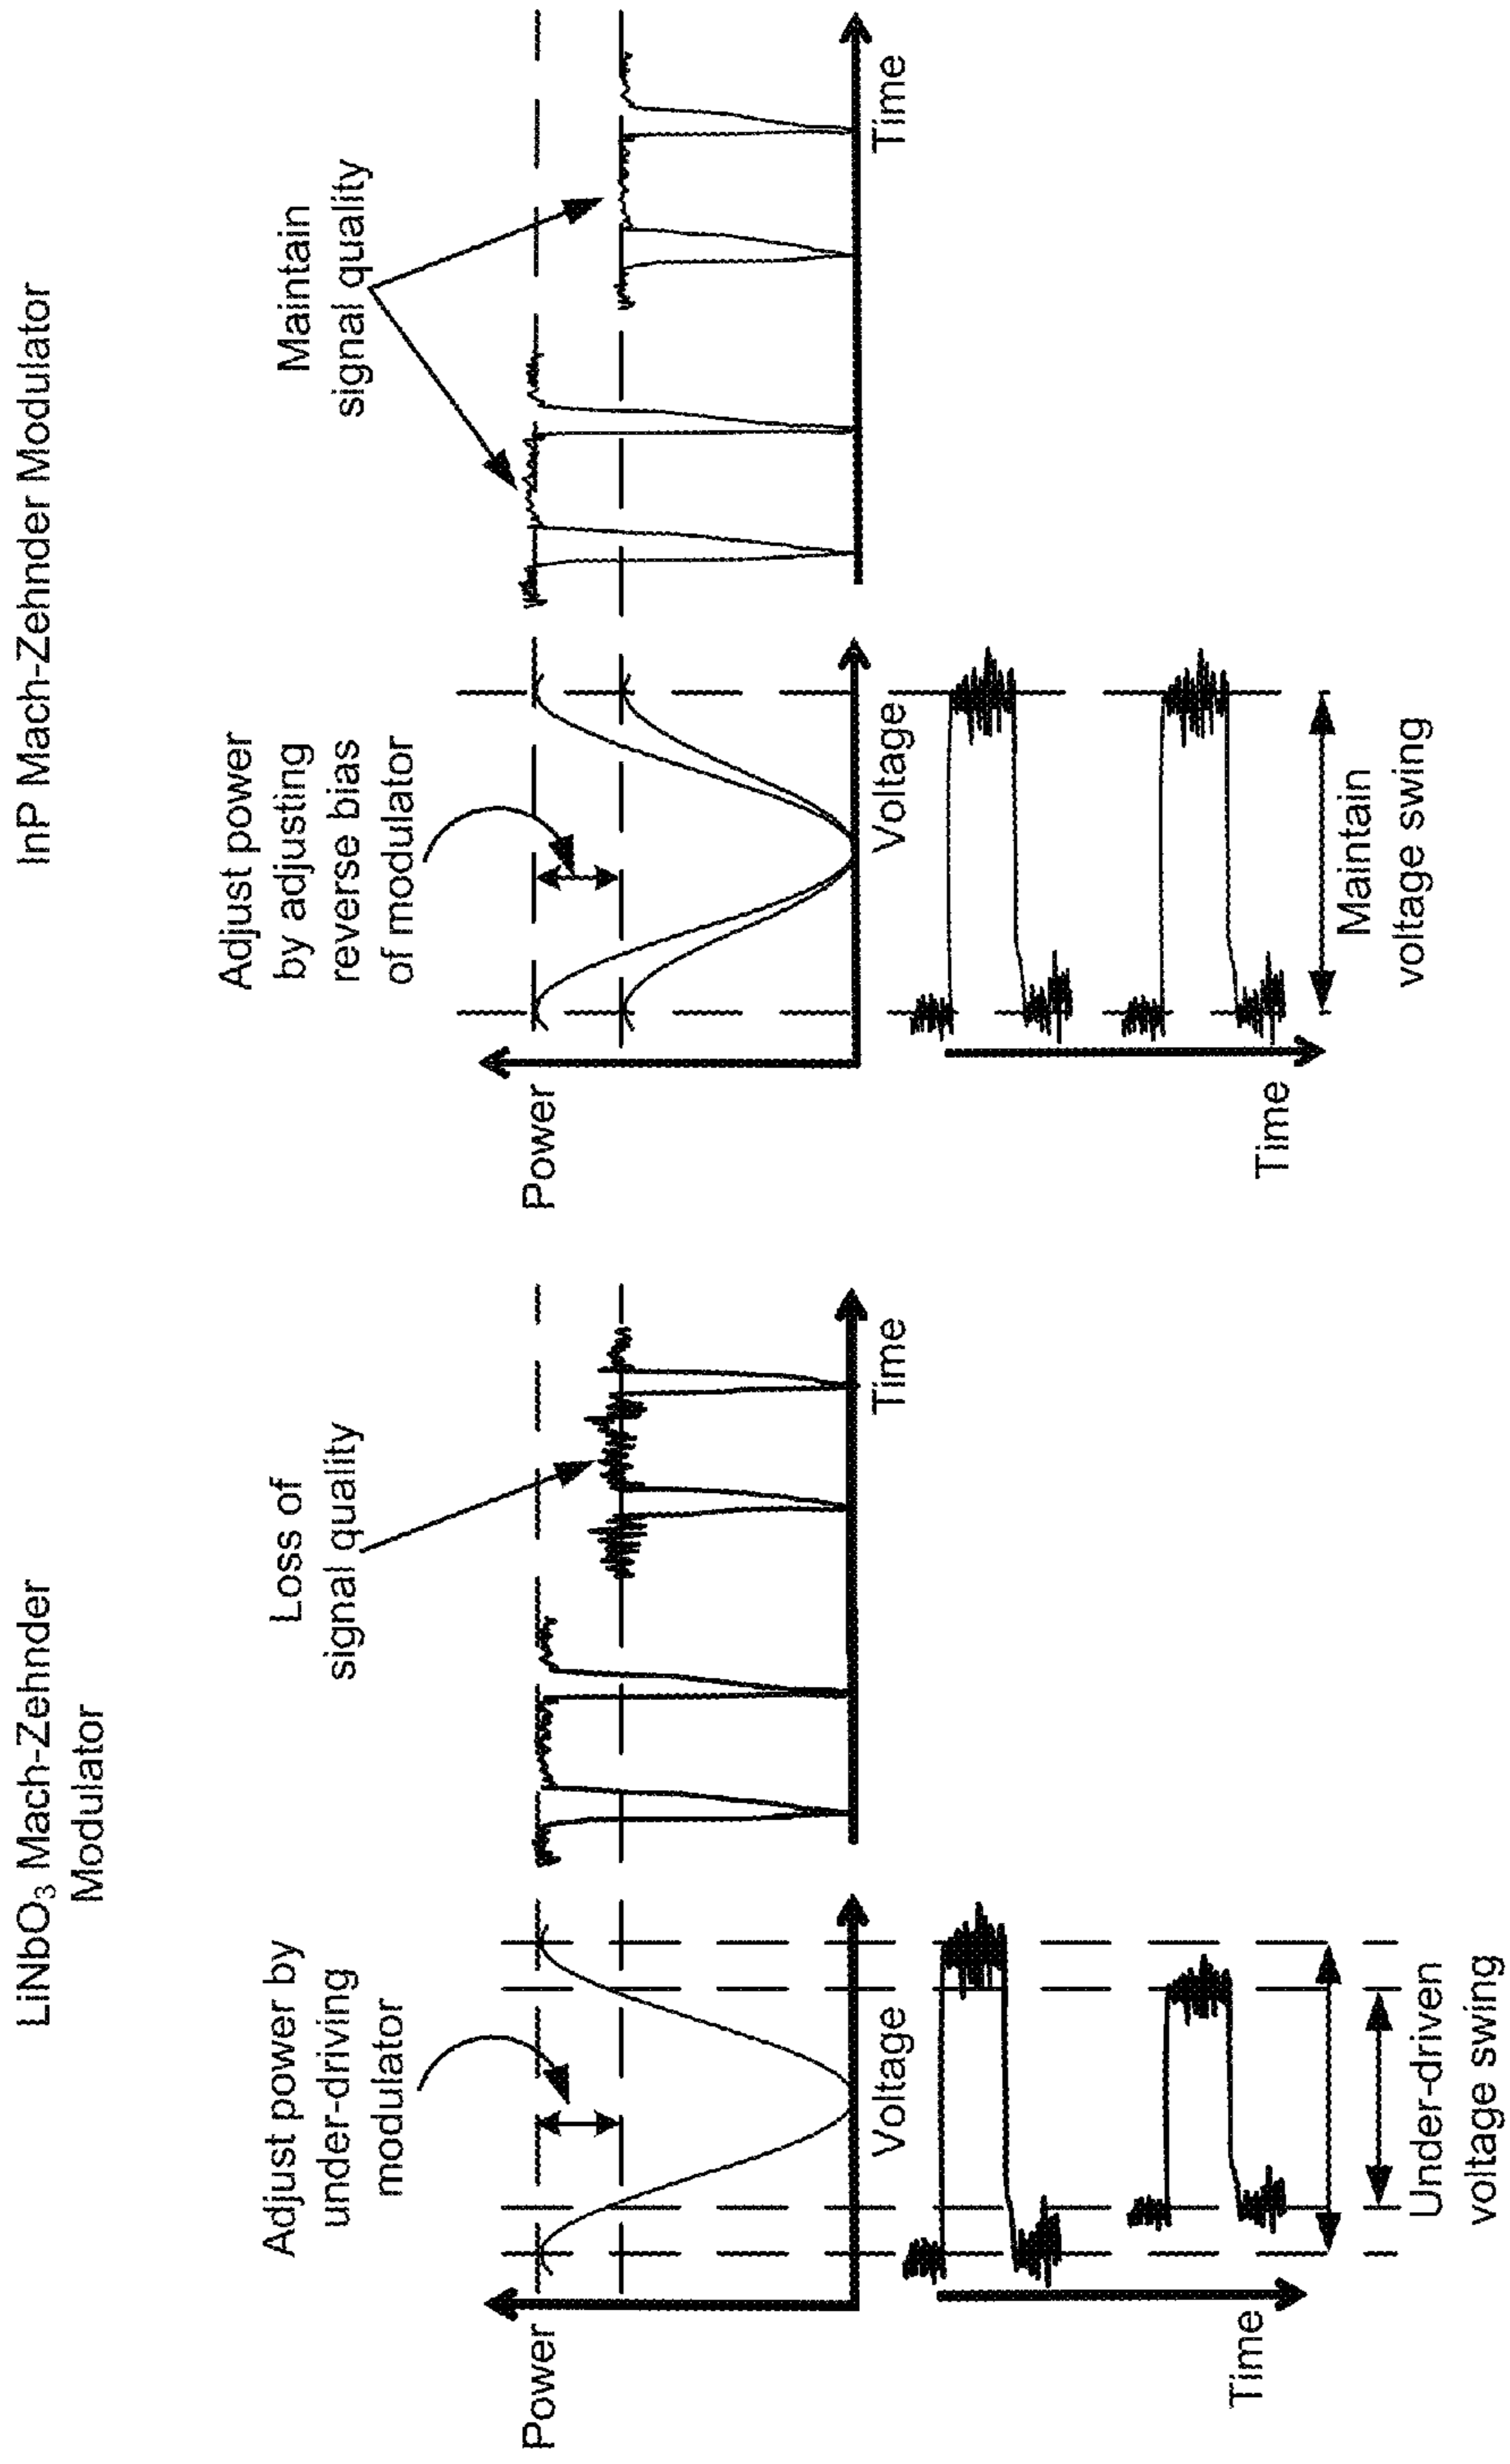 LiNbO₃ Mach-Zehnder
Modulator
Adjust power by
under-driving
modulator
Loss of
signal quality
Power
Voltage
Time
Time
Under-driven
voltage swing
InP Mach-Zehnder Modulator
Adjust power
by adjusting
reverse bias
of modulator
Maintain
signal quality
Power
Voltage
Time
Time
Maintain
voltage swing